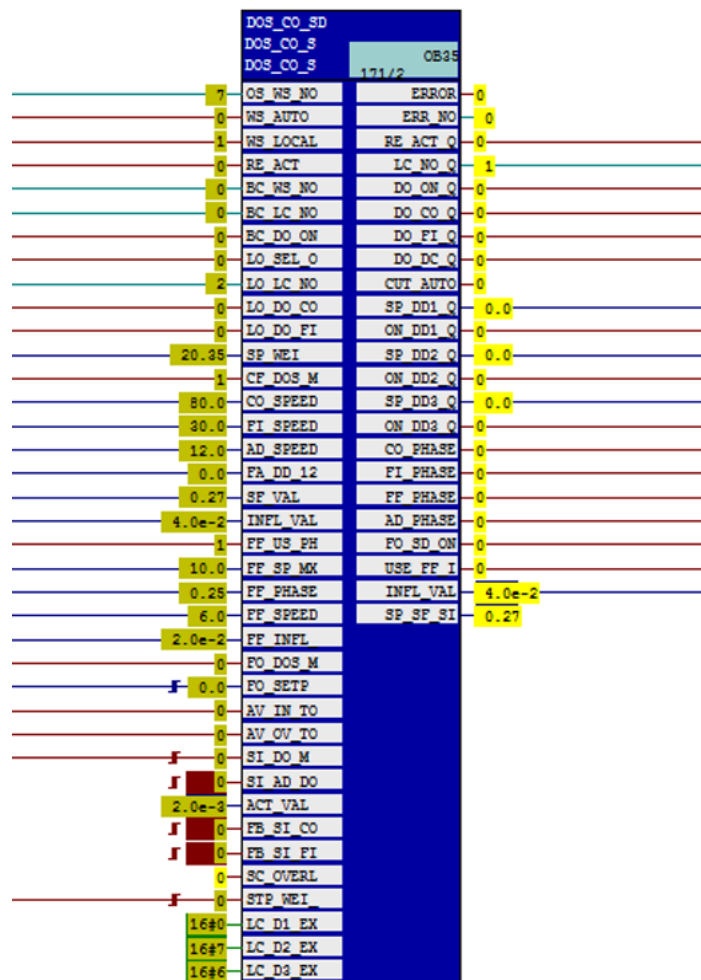 DOS_CO_SD
DOS_CO_S
DOS_CO_S
OB35
171/2
7 OS_WS_NO ERROR 0
0 WS_AUTO ERR_NO 0
1 WS_LOCAL RE_ACT_Q 0
0 RE_ACT LC_NO_Q 1
0 BC_WS_NO DO_ON_Q 0
0 BC_LC_NO DO_CO_Q 0
0 BC_DO_ON DO_FI_Q 0
0 LO_SEL_O DO_DC_Q 0
2 LO_LC_NO CUT_AUTO 0
0 LO_DO_CO SP_DD1_Q 0.0
0 LO_DO_FI ON_DD1_Q 0
20.35 SP_WEI SP_DD2_Q 0.0
1 CF_DOS_M ON_DD2_Q 0
80.0 CO_SPEED SP_DD3_Q 0.0
30.0 FI_SPEED ON_DD3_Q 0
12.0 AD_SPEED CO_PHASE 0
0.0 FA_DD_12 FI_PHASE 0
0.27 SF_VAL FF_PHASE 0
4.0e-2 INFL_VAL AD_PHASE 0
1 FF_US_PH FO_SD_ON 0
10.0 FF_SP_MX USE_FF_I 0
0.25 FF_PHASE INFL_VAL 4.0e-2
6.0 FF_SPEED SP_SF_SI 0.27
2.0e-2 FF_INFL_
0 FO_DOS_M
0.0 FO_SETP
0 AV_IN_TO
0 AV_OV_TO
0 SI_DO_M
0 SI_AD_DO
2.0e-3 ACT_VAL
0 FB_SI_CO
0 FB_SI_FI
0 SC_OVERL
0 STP_WEI_
16#0 LC_D1_EX
16#7 LC_D2_EX
16#6 LC_D3_EX